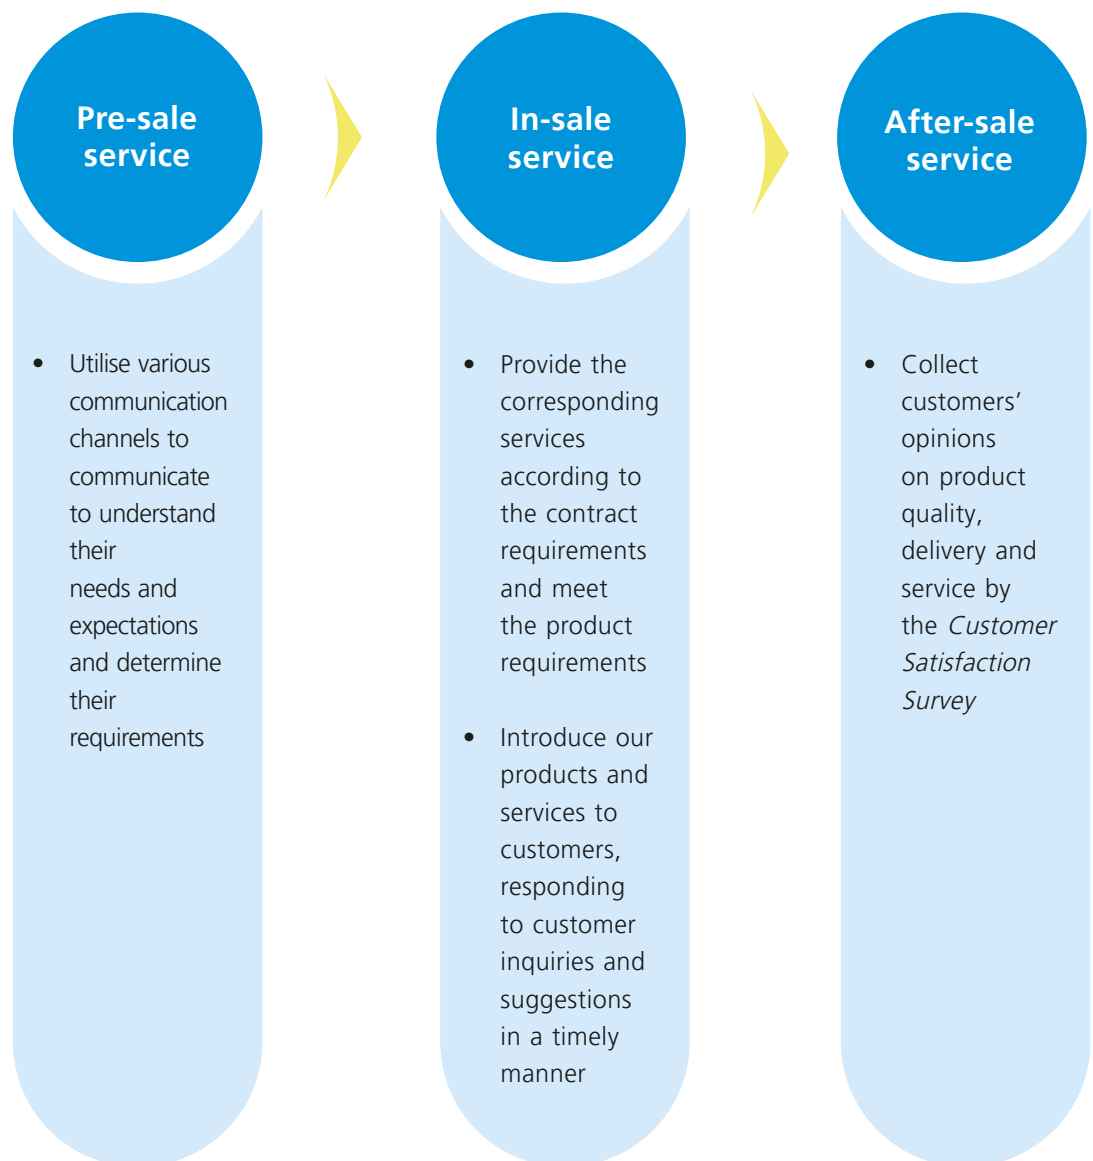 Pre-sale
service
• Utilise various
communication
channels to
communicate
to understand
their
needs and
expectations
and determine
their
requirements
In-sale
service
• Provide the
corresponding
services
according to
the contract
requirements
and meet
the product
requirements
• Introduce our
products and
services to
customers,
responding
to customer
inquiries and
suggestions
in a timely
manner
After-sale
service
• Collect
customers’
opinions
on product
quality,
delivery and
service by
the Customer
Satisfaction
Survey